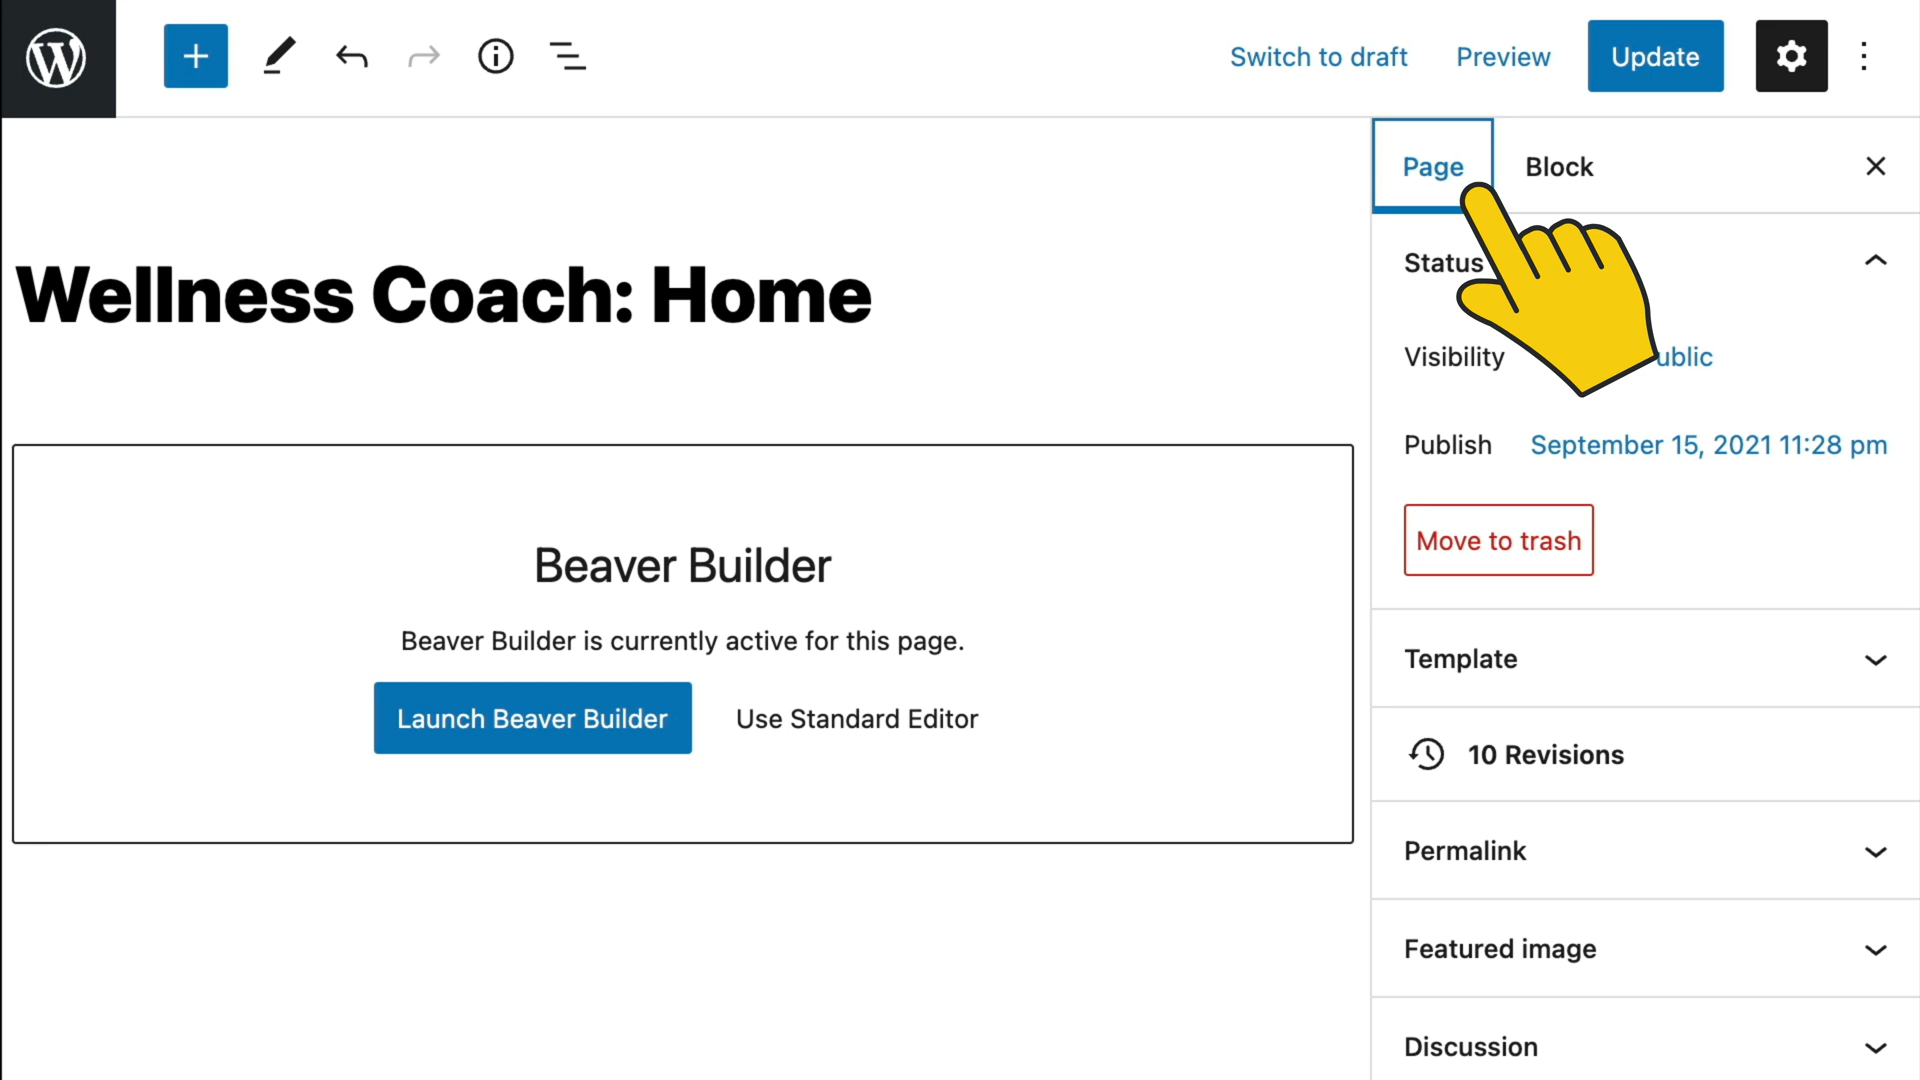 Switch to draft
Preview
Update
Page
Block
Status
Wellness Coach: Home
Visibility
ublic
Publish
September 15, 2021 11:28 pm
Move to trash
Beaver Builder
Beaver Builder is currently active for this page.
Launch Beaver Builder
Use Standard Editor
Template
10 Revisions
Permalink
Featured image
Discussion